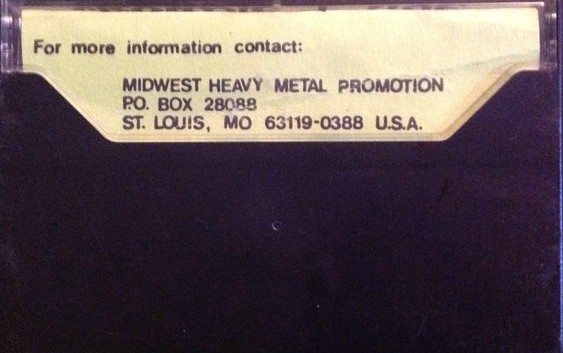 For more information contact:
MIDWEST HEAVY METAL PROMOTION
P.O. BOX 28088
ST. LOUIS, MO 63119-0388 U.S.A.